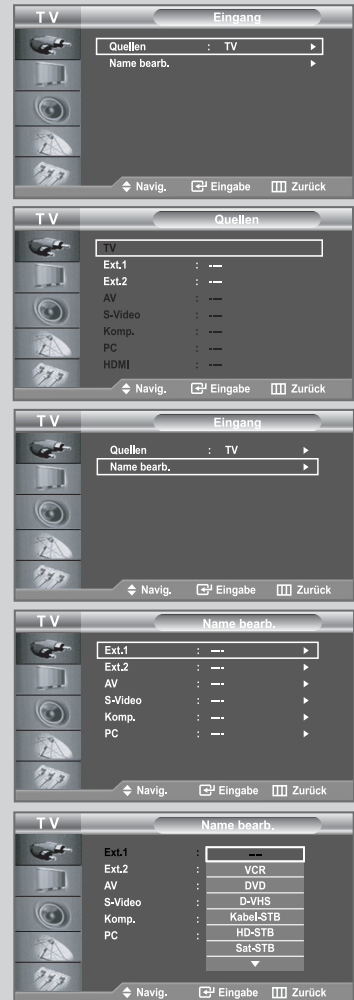 TV Eingang
Quellen : TV ►
Name bearb. ►
Navig. Eingabe Zurück
TV Quellen
TV
Ext.1 : -—
Ext.2 : -—
AV : -—
S-Video : -—
Komp. : -—
PC : -—
HDMI : -—
Navig. Eingabe Zurück
TV Eingang
Quellen : TV ►
Name bearb. ►
Navig. Eingabe Zurück
TV Name bearb.
Ext.1 : —- ►
Ext.2 : —- ►
AV : —- ►
S-Video : —- ►
Komp. : —- ►
PC : —- ►
Navig. Eingabe Zurück
TV Name bearb.
Ext.1 : ––
Ext.2 : VCR
AV : DVD
S-Video : D-VHS
Komp. : Kabel-STB
PC : HD-STB
Sat-STB
▼
Navig. Eingabe Zurück